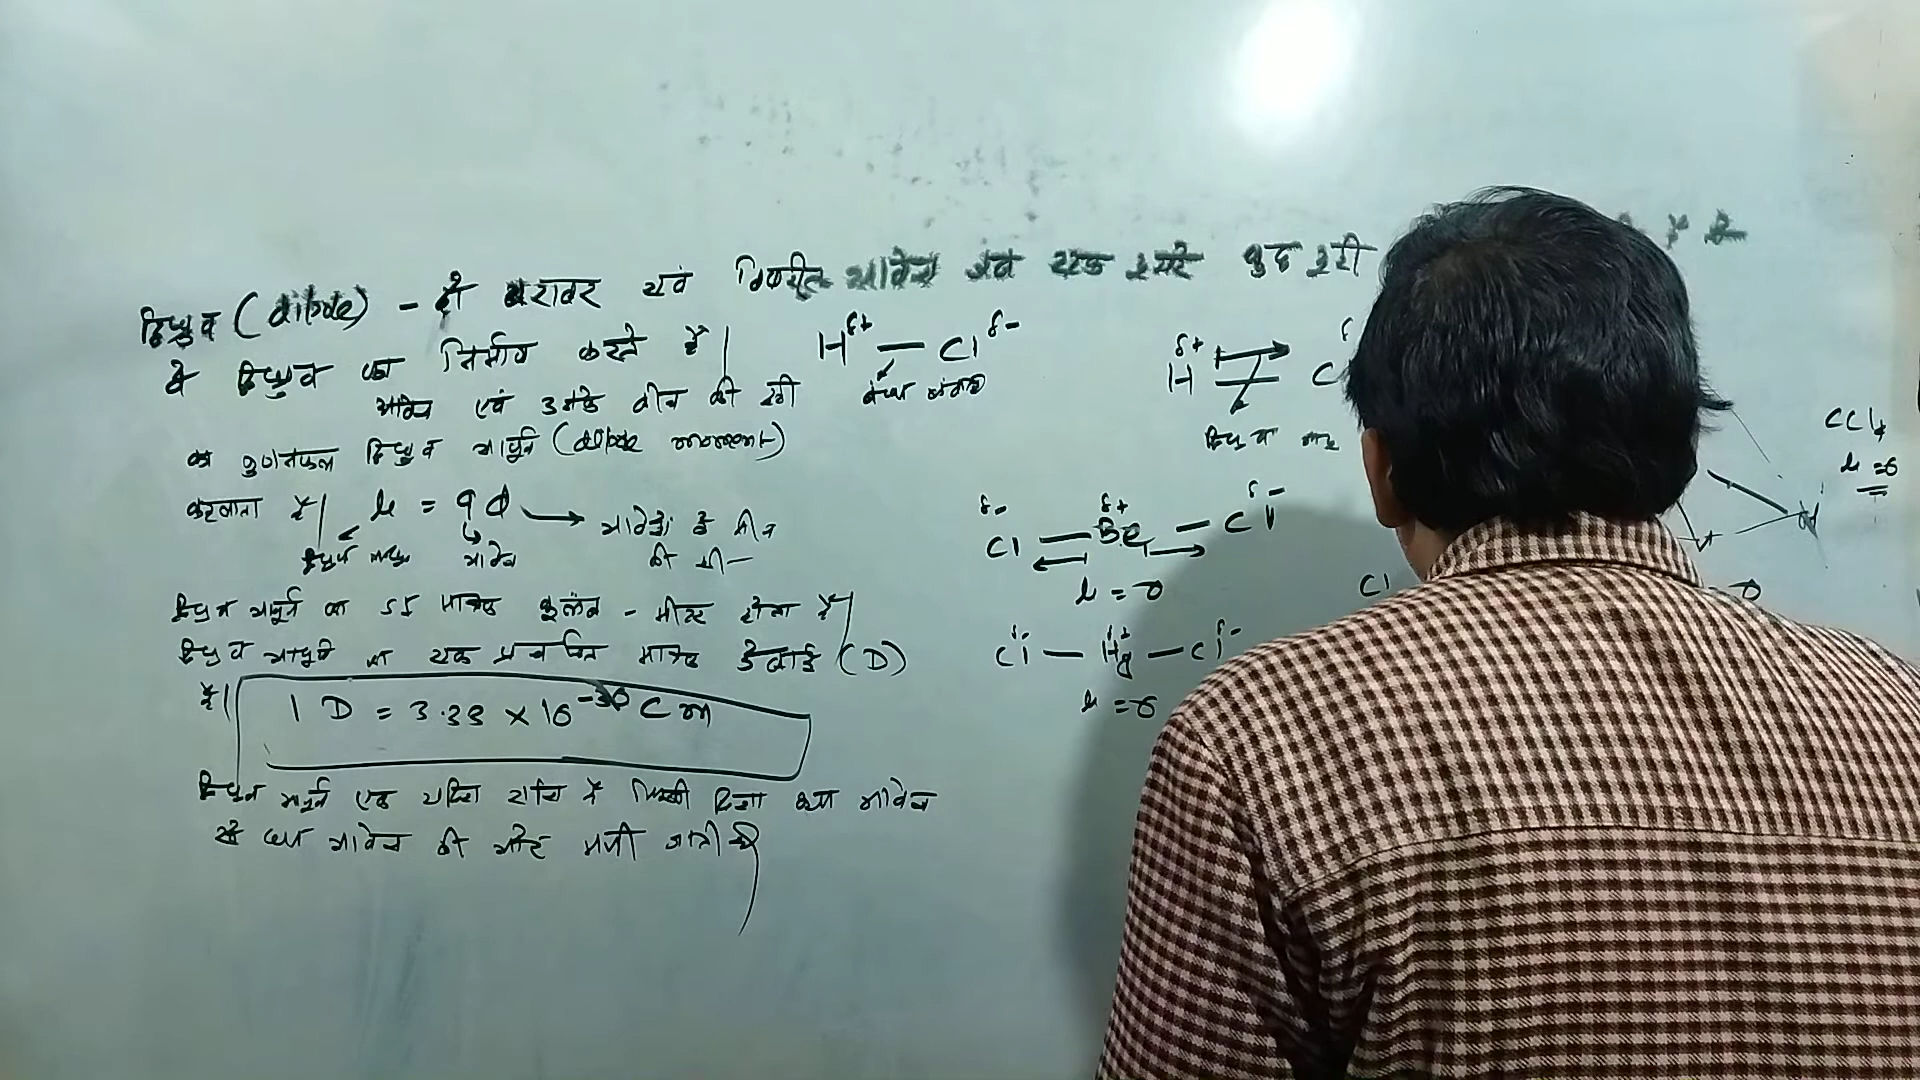 द्विध्रुव (dipole) - दो बराबर एवं विपरीत आवेश जब एक दूसरे कुछ दूरी
वे द्विध्रुव का निर्माण करते हैं|
आवेश एवं उनके बीच की दूरी
का गुणनफल द्विध्रुव आघूर्ण (dipole moment)
कहलाता है| μ = qd → आवेशों के बीच
आवेश की दूरी
द्विध्रुव आघूर्ण का SI मात्रक कूलंब - मीटर होता है|
द्विध्रुव आघूर्ण का एक प्रचलित मात्रक डेबाई (D)
है|
1 D = 3.33 × 10⁻³⁰ C m
द्विध्रुव आघूर्ण एक सदिश राशि है जिसकी दिशा धन आवेश
से ऋण आवेश की ओर मानी जाती है|
H^δ+ — Cl^δ-
δ+
H
द्विध्रुव
δ- δ+ δ-
Cl — Be — Cl
μ = 0
Cl^δ- — Hg — Cl^δ-
μ = 0
Cl
CCl₄
μ = 0